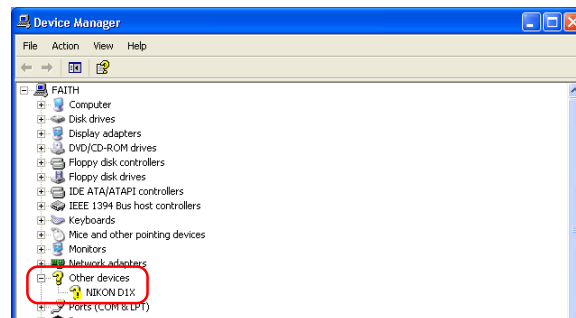 Device Manager
File Action View Help
FAITH
Computer
Disk drives
Display adapters
DVD/CD-ROM drives
Floppy disk controllers
Floppy disk drives
IDE ATA/ATAPI controllers
IEEE 1394 Bus host controllers
Keyboards
Mice and other pointing devices
Monitors
Network adapters
Other devices
NIKON D1X
Ports (COM & LPT)